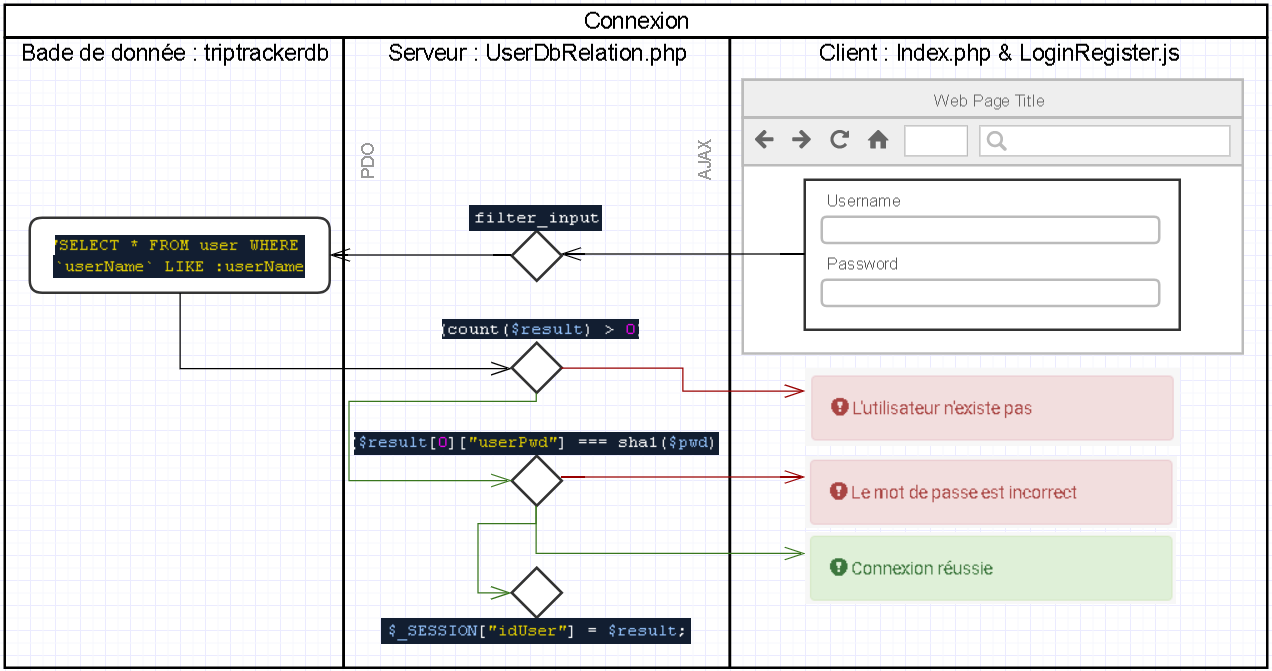 Connexion
Bade de donnée : triptrackerdb
Serveur : UserDbRelation.php
Client : Index.php & LoginRegister.js
Web Page Title
PDO
AJAX
Username
Password
filter_input
'SELECT * FROM user WHERE
`userName` LIKE :userName
(count($result) > 0)
L'utilisateur n'existe pas
($result[0]["userPwd"] === sha1($pwd)
Le mot de passe est incorrect
Connexion réussie
$_SESSION["idUser"] = $result;